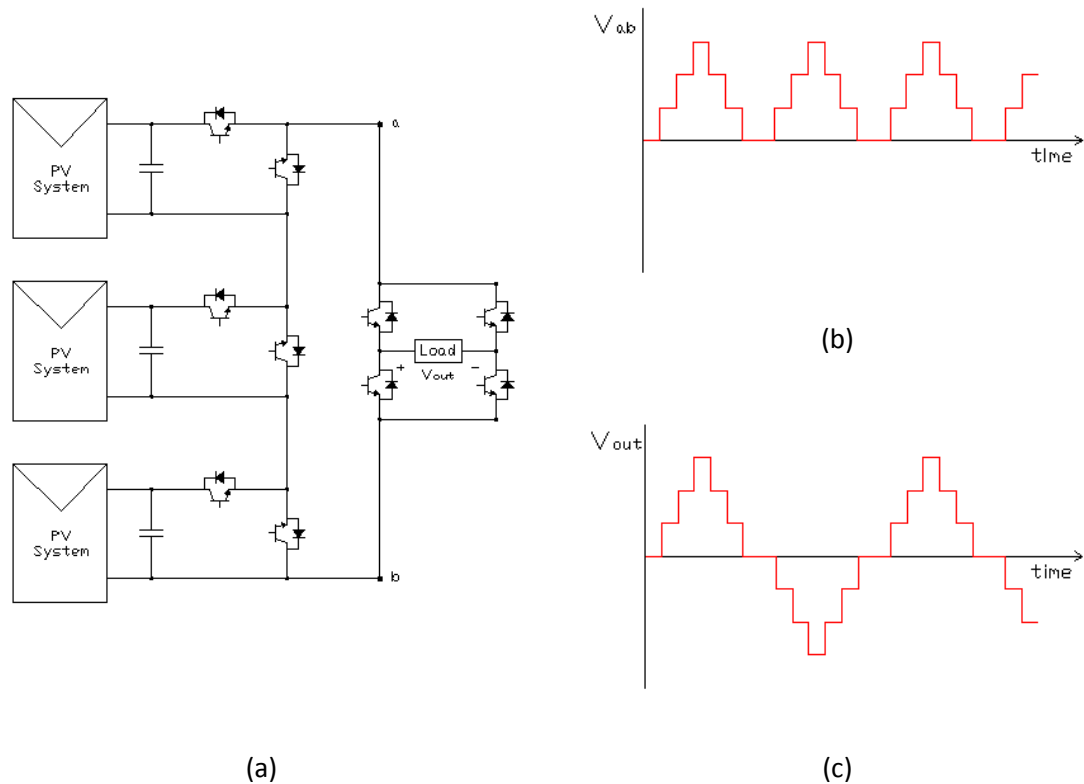 PV
System
PV
System
PV
System
a
b
Load
+ Vout -
(a)
Vab
time
(b)
Vout
time
(c)